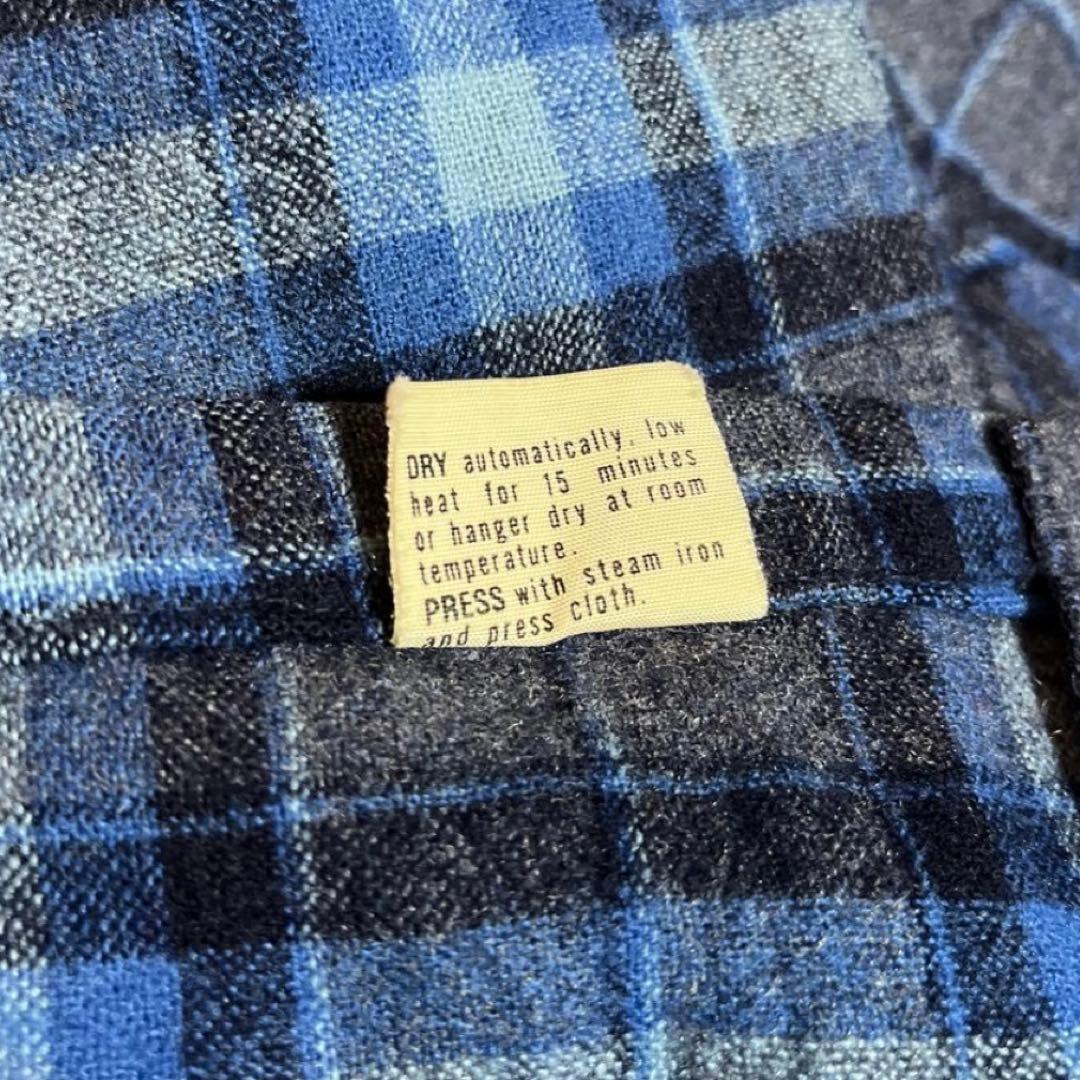 DRY automatically, low
heat for 15 minutes
or hanger dry at room
temperature.
PRESS with steam iron
and press cloth.